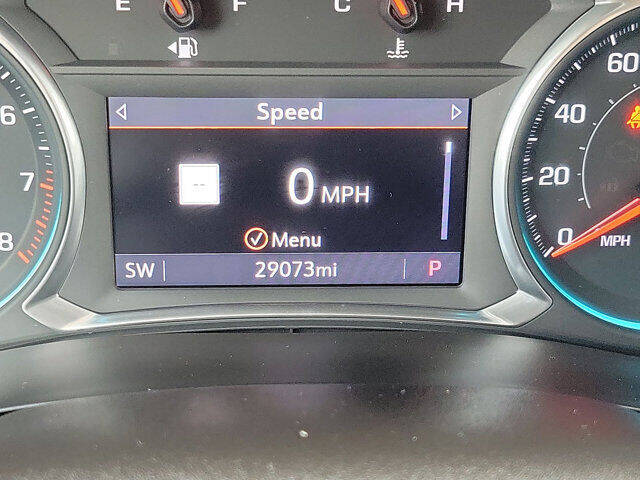 E F C H
Speed
6
7
8
--
0 MPH
Menu
SW 29073mi P
60
40
20
0
MPH